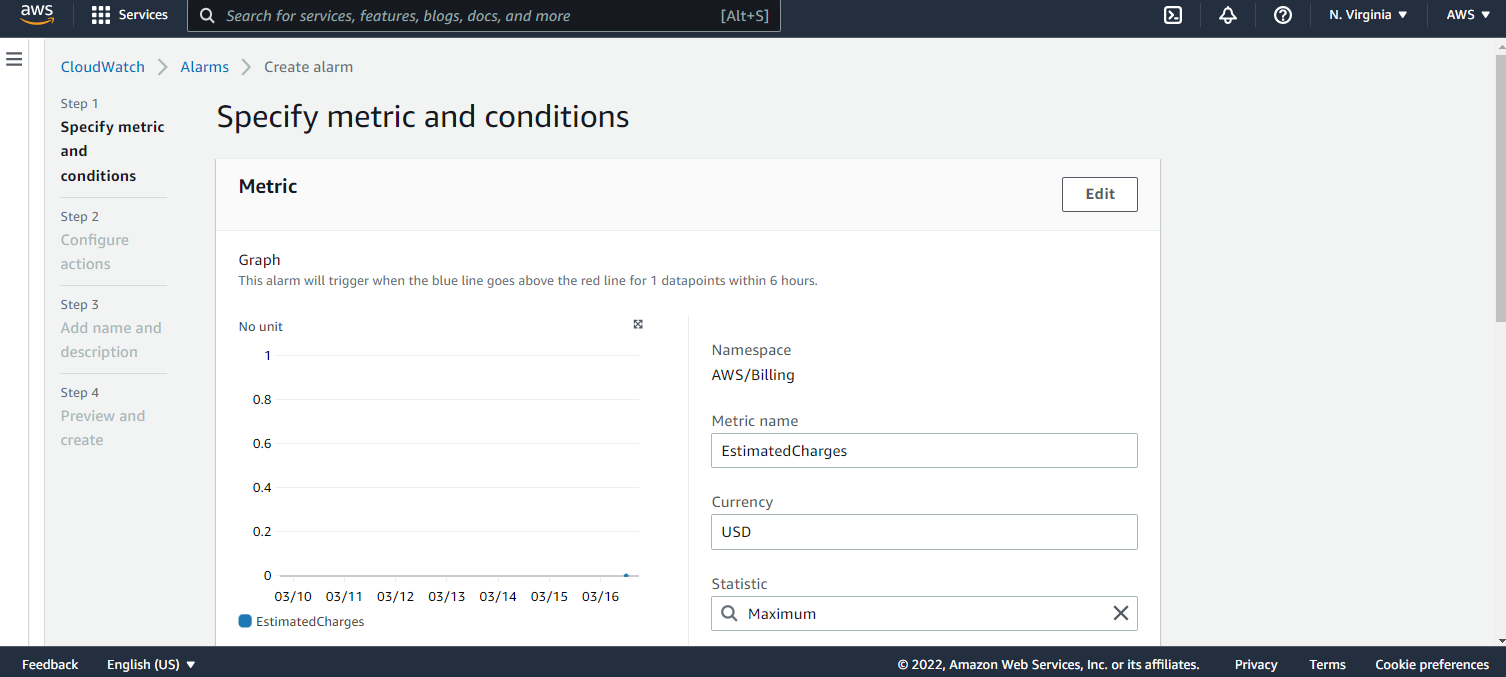 aws
Services
Search for services, features, blogs, docs, and more [Alt+S]
N. Virginia
AWS
CloudWatch
Alarms
Create alarm
Step 1
Specify metric
and
conditions
Step 2
Configure
actions
Step 3
Add name and
description
Step 4
Preview and
create
Specify metric and conditions
Metric
Edit
Graph
This alarm will trigger when the blue line goes above the red line for 1 datapoints within 6 hours.
No unit
1
0.8
0.6
0.4
0.2
0
03/10 03/11 03/12 03/13 03/14 03/15 03/16
EstimatedCharges
Namespace
AWS/Billing
Metric name
EstimatedCharges
Currency
USD
Statistic
Maximum
Feedback
English (US)
© 2022, Amazon Web Services, Inc. or its affiliates.
Privacy
Terms
Cookie preferences